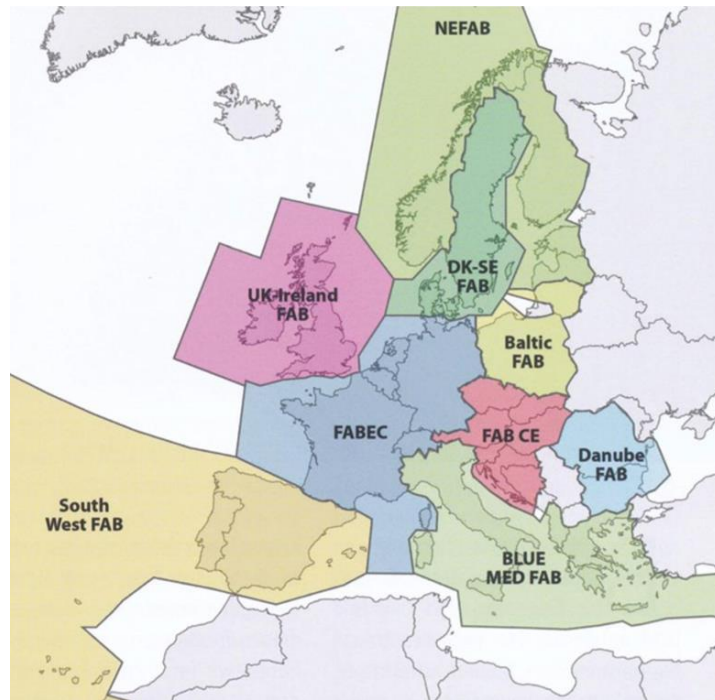 NEFAB
DK-SE
FAB
UK-Ireland
FAB
Baltic
FAB
FABEC
FAB CE
Danube
FAB
South
West FAB
BLUE
MED FAB